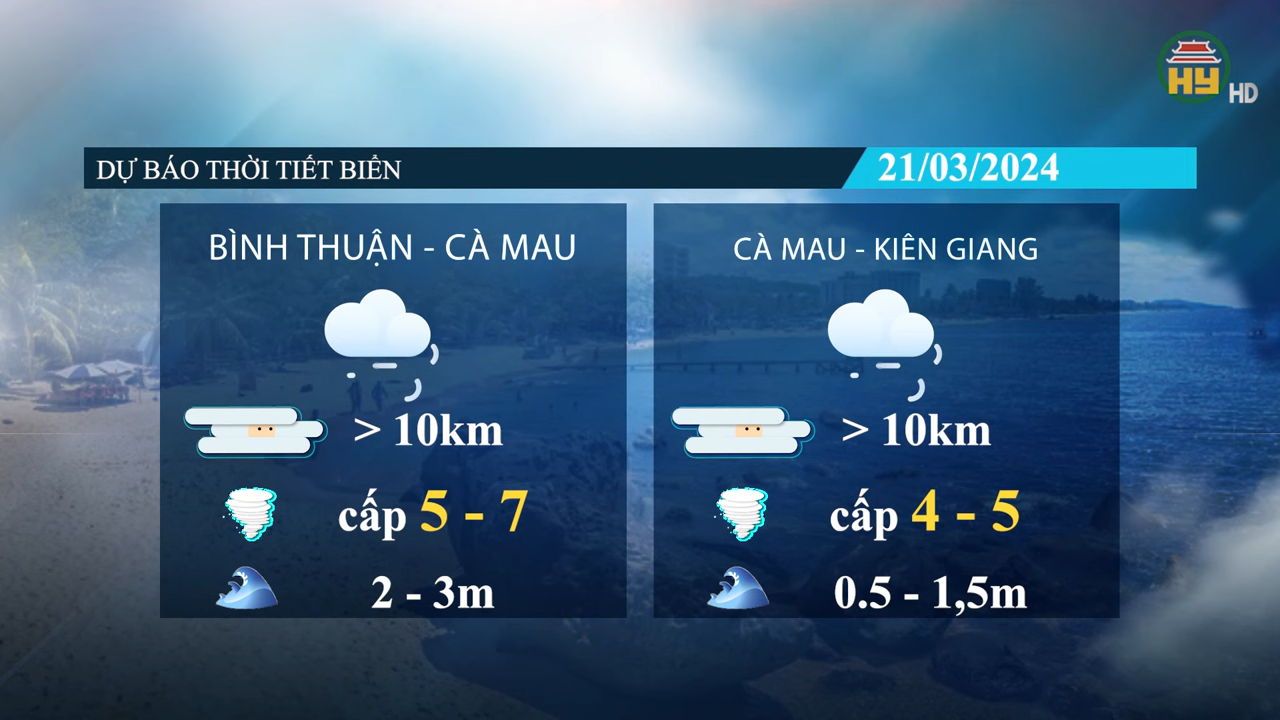 HY HD
DỰ BÁO THỜI TIẾT BIỂN
21/03/2024
BÌNH THUẬN - CÀ MAU
> 10km
cấp 5 - 7
2 - 3m
CÀ MAU - KIÊN GIANG
> 10km
cấp 4 - 5
0.5 - 1,5m